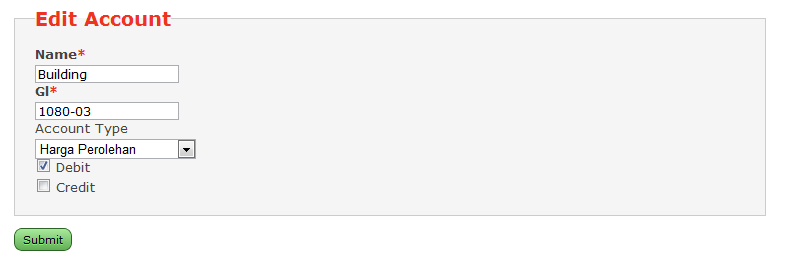 Edit Account
Name*
Building
Gl*
1080-03
Account Type
Harga Perolehan
Debit
Credit
Submit